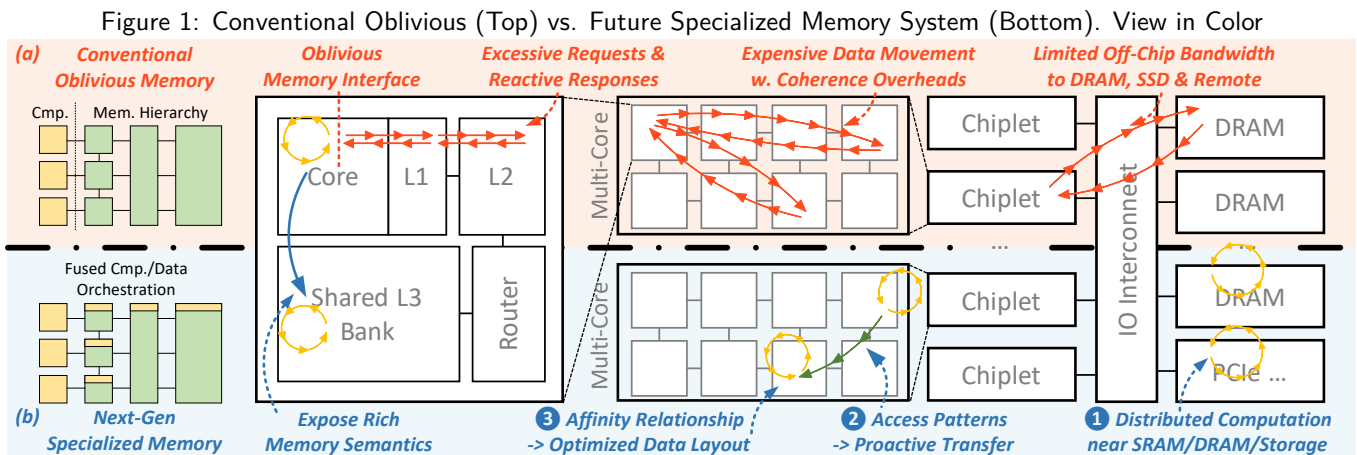 Figure 1: Conventional Oblivious (Top) vs. Future Specialized Memory System (Bottom). View in Color
(a) Conventional
Oblivious Memory
Oblivious
Memory Interface
Excessive Requests &
Reactive Responses
Expensive Data Movement
w. Coherence Overheads
Limited Off-Chip Bandwidth
to DRAM, SSD & Remote
Cmp. Mem. Hierarchy
Core
L1
L2
Multi-Core
Chiplet
Chiplet
...
IO Interconnect
DRAM
DRAM
...
Fused Cmp./Data
Orchestration
Shared L3
Bank
Router
Multi-Core
Chiplet
Chiplet
DRAM
PCIe ...
(b) Next-Gen
Specialized Memory
Expose Rich
Memory Semantics
3 Affinity Relationship
-> Optimized Data Layout
2 Access Patterns
-> Proactive Transfer
1 Distributed Computation
near SRAM/DRAM/Storage